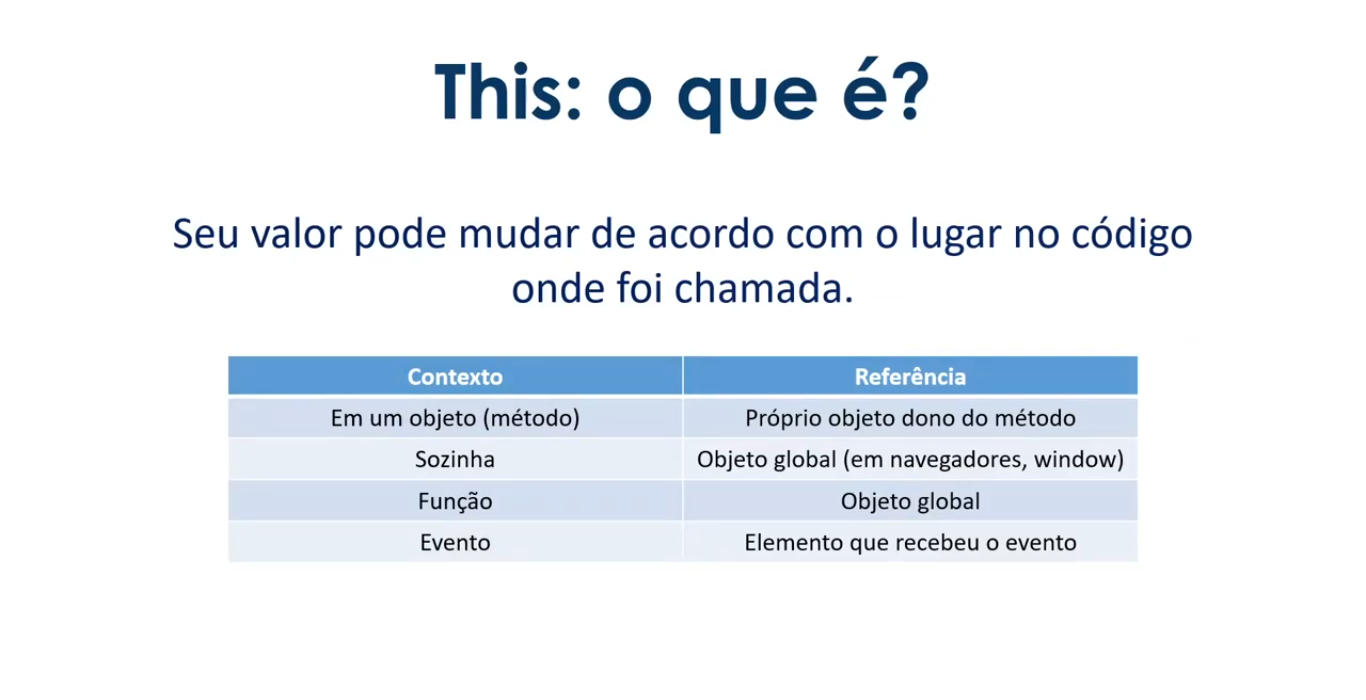 This: o que é?
Seu valor pode mudar de acordo com o lugar no código
onde foi chamada.
Contexto Referência
Em um objeto (método) Próprio objeto dono do método
Sozinha Objeto global (em navegadores, window)
Função Objeto global
Evento Elemento que recebeu o evento